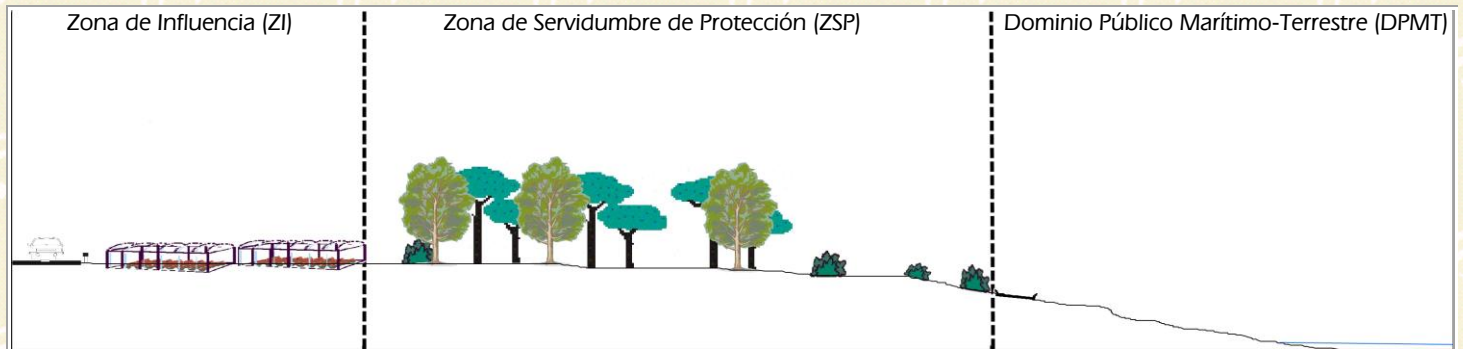 Zona de Influencia (ZI)
Zona de Servidumbre de Protección (ZSP)
Dominio Público Marítimo-Terrestre (DPMT)